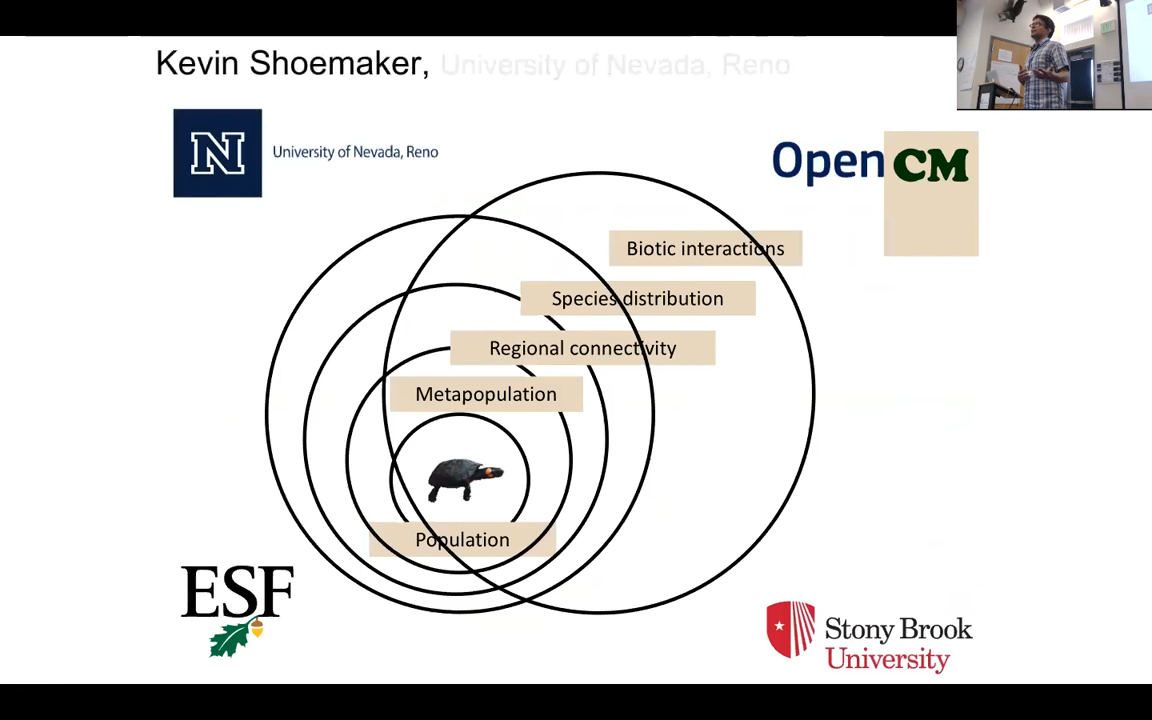 Kevin Shoemaker, University of Nevada, Reno
N University of Nevada, Reno
OpenCM
Biotic interactions
Species distribution
Regional connectivity
Metapopulation
Population
ESF
Stony Brook
University